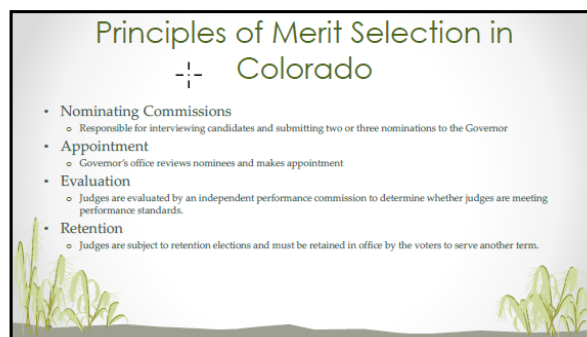 Principles of Merit Selection in
Colorado
• Nominating Commissions
o Responsible for interviewing candidates and submitting two or three nominations to the Governor
• Appointment
o Governor's office reviews nominees and makes appointment
• Evaluation
o Judges are evaluated by an independent performance commission to determine whether judges are meeting
performance standards.
• Retention
o Judges are subject to retention elections and must be retained in office by the voters to serve another term.